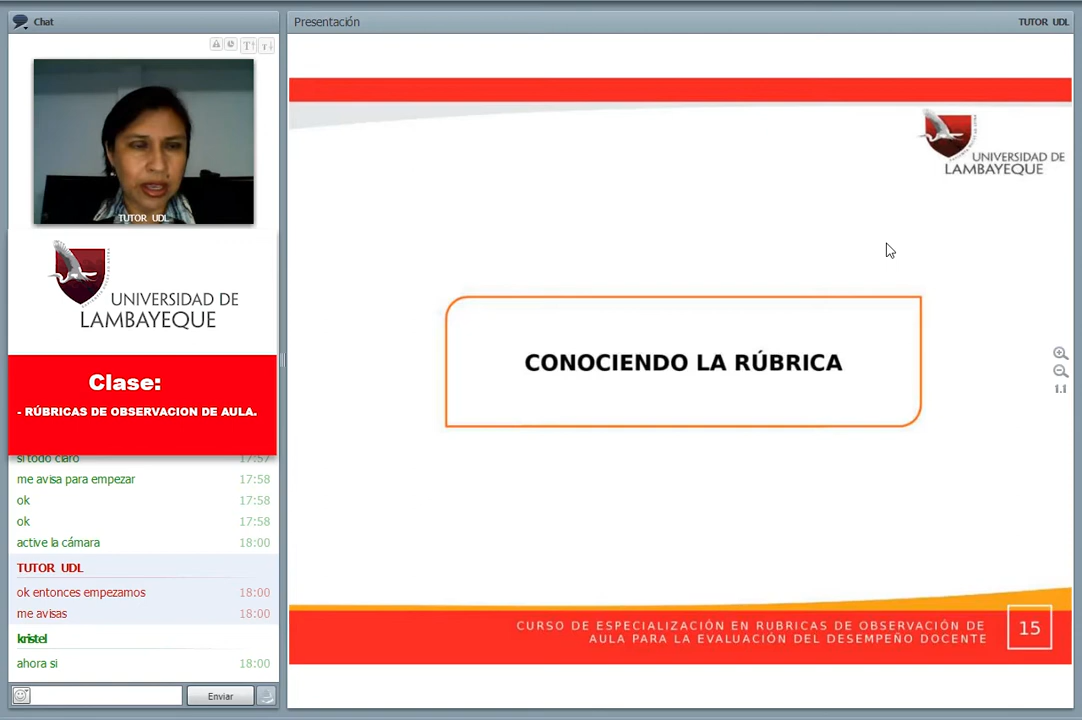 Chat
Presentación
TUTOR UDL
T↑ T↓
TUTOR UDL
UNIVERSIDAD DE
LAMBAYEQUE
UNIVERSIDAD DE
LAMBAYEQUE
Clase:
- RÚBRICAS DE OBSERVACION DE AULA.
si todo claro 17:57
me avisa para empezar 17:58
ok 17:58
ok 17:58
active la cámara 18:00
TUTOR UDL
ok entonces empezamos 18:00
me avisas 18:00
kristel
ahora si 18:00
Enviar
CONOCIENDO LA RÚBRICA
1.1
CURSO DE ESPECIALIZACIÓN EN RUBRICAS DE OBSERVACIÓN DE
AULA PARA LA EVALUACIÓN DEL DESEMPEÑO DOCENTE
15